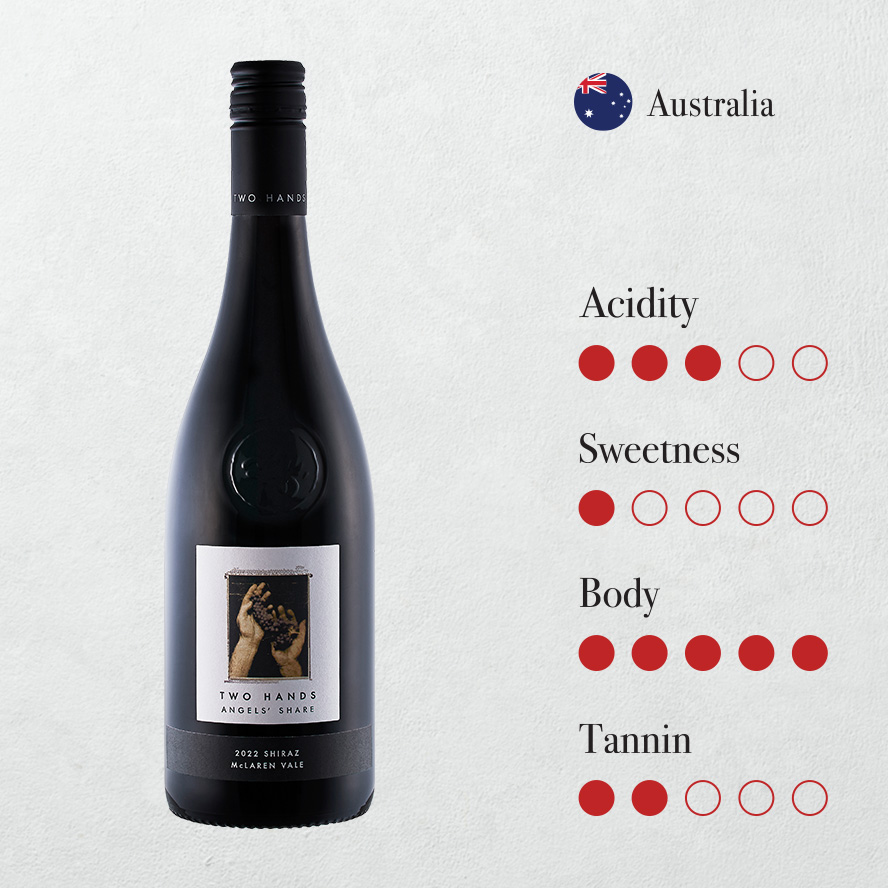 TWO HANDS
Australia
Acidity
Sweetness
Body
Tannin
TWO HANDS
ANGELS' SHARE
2022 SHIRAZ
McLAREN VALE